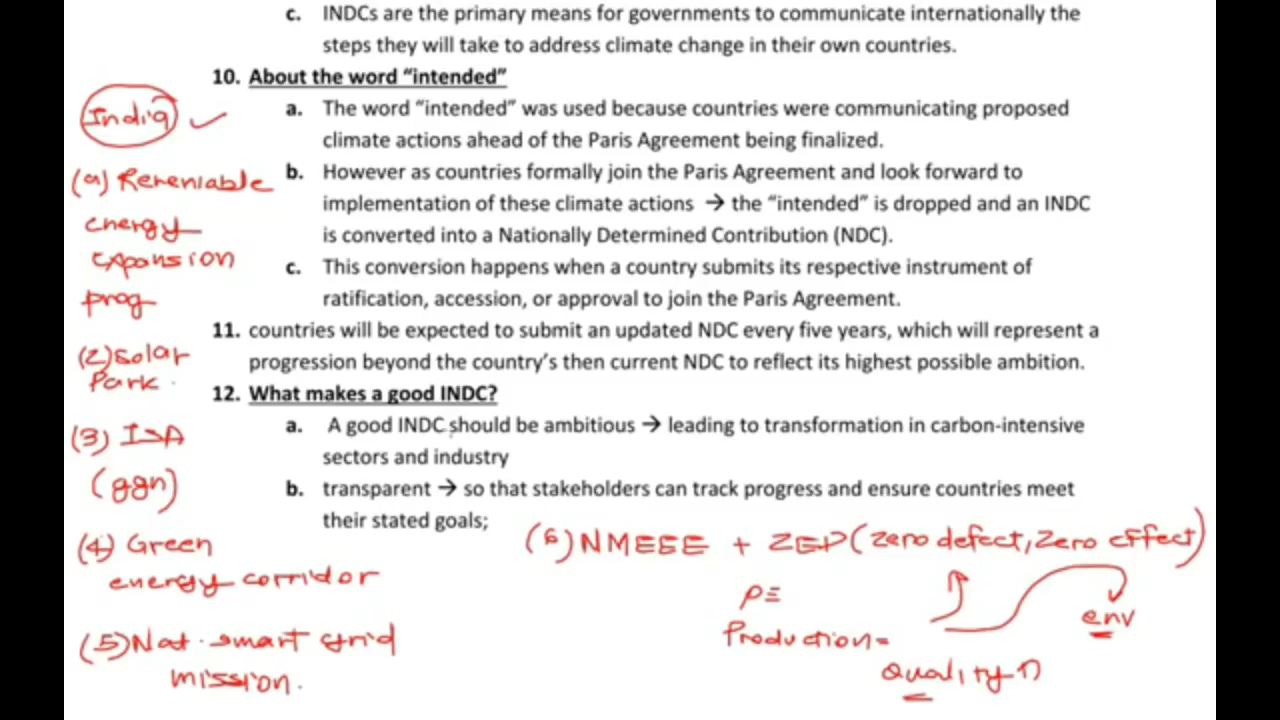 c. INDCs are the primary means for governments to communicate internationally the
steps they will take to address climate change in their own countries.
10. About the word “intended”
a. The word “intended” was used because countries were communicating proposed
climate actions ahead of the Paris Agreement being finalized.
b. However as countries formally join the Paris Agreement and look forward to
implementation of these climate actions → the “intended” is dropped and an INDC
is converted into a Nationally Determined Contribution (NDC).
c. This conversion happens when a country submits its respective instrument of
ratification, accession, or approval to join the Paris Agreement.
11. countries will be expected to submit an updated NDC every five years, which will represent a
progression beyond the country’s then current NDC to reflect its highest possible ambition.
12. What makes a good INDC?
a. A good INDC should be ambitious → leading to transformation in carbon-intensive
sectors and industry
b. transparent → so that stakeholders can track progress and ensure countries meet
their stated goals;
India ✓
(a) Renewable
energy
expansion
prog
(2) solar
Park.
(3) ISA
(ggn)
(4) Green
energy corridor
(5) Nat. smart grid
mission.
(6) NMEEE + ZED (zero defect, zero effect)
Production =
quality ↑
env